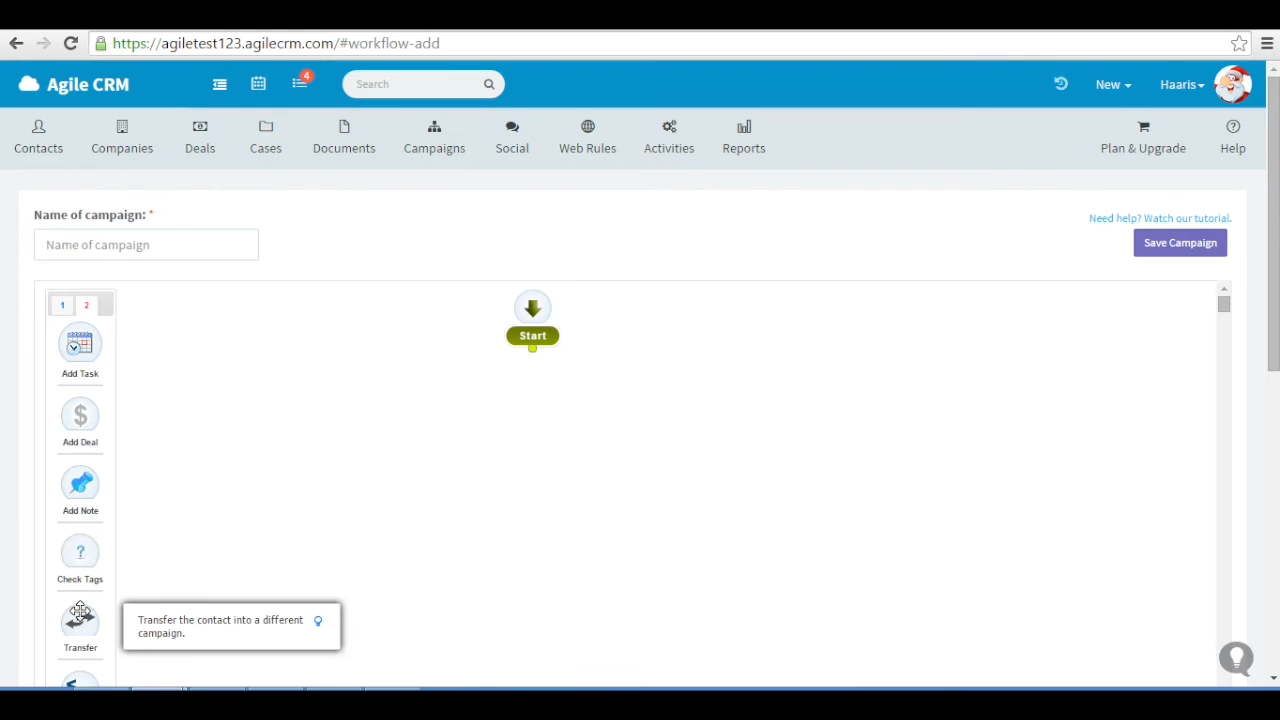 https://agiletest123.agilecrm.com/#workflow-add
Agile CRM
4
Search
New
Haaris
Contacts
Companies
Deals
Cases
Documents
Campaigns
Social
Web Rules
Activities
Reports
Plan & Upgrade
Help
Name of campaign: *
Need help? Watch our tutorial.
Name of campaign
Save Campaign
1 2
Start
Add Task
$
Add Deal
Add Note
?
Check Tags
Transfer the contact into a different
campaign.
Transfer